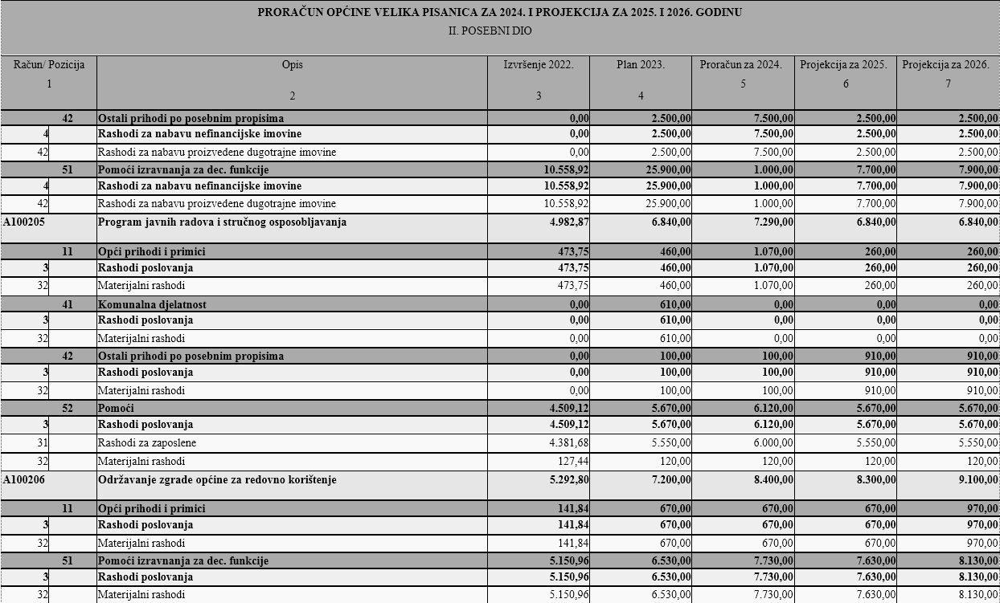 PRORAČUN OPĆINE VELIKA PISANICA ZA 2024. I PROJEKCIJA ZA 2025. I 2026. GODINU
II. POSEBNI DIO
Račun/ Pozicija Opis Izvršenje 2022. Plan 2023. Proračun za 2024. Projekcija za 2025. Projekcija za 2026.
1 2 3 4 5 6 7
42 Ostali prihodi po posebnim propisima 0,00 2.500,00 7.500,00 2.500,00 2.500,00
4 Rashodi za nabavu nefinancijske imovine 0,00 2.500,00 7.500,00 2.500,00 2.500,00
42 Rashodi za nabavu proizvedene dugotrajne imovine 0,00 2.500,00 7.500,00 2.500,00 2.500,00
51 Pomoći izravnanja za dec. funkcije 10.558,92 25.900,00 1.000,00 7.700,00 7.900,00
4 Rashodi za nabavu nefinancijske imovine 10.558,92 25.900,00 1.000,00 7.700,00 7.900,00
42 Rashodi za nabavu proizvedene dugotrajne imovine 10.558,92 25.900,00 1.000,00 7.700,00 7.900,00
A100205 Program javnih radova i stručnog osposobljavanja 4.982,87 6.840,00 7.290,00 6.840,00 6.840,00
11 Opći prihodi i primici 473,75 460,00 1.070,00 260,00 260,00
3 Rashodi poslovanja 473,75 460,00 1.070,00 260,00 260,00
32 Materijalni rashodi 473,75 460,00 1.070,00 260,00 260,00
41 Komunalna djelatnost 0,00 610,00 0,00 0,00 0,00
3 Rashodi poslovanja 0,00 610,00 0,00 0,00 0,00
32 Materijalni rashodi 0,00 610,00 0,00 0,00 0,00
42 Ostali prihodi po posebnim propisima 0,00 100,00 100,00 910,00 910,00
3 Rashodi poslovanja 0,00 100,00 100,00 910,00 910,00
32 Materijalni rashodi 0,00 100,00 100,00 910,00 910,00
52 Pomoći 4.509,12 5.670,00 6.120,00 5.670,00 5.670,00
3 Rashodi poslovanja 4.509,12 5.670,00 6.120,00 5.670,00 5.670,00
31 Rashodi za zaposlene 4.381,68 5.550,00 6.000,00 5.550,00 5.550,00
32 Materijalni rashodi 127,44 120,00 120,00 120,00 120,00
A100206 Održavanje zgrade općine za redovno korištenje 5.292,80 7.200,00 8.400,00 8.300,00 9.100,00
11 Opći prihodi i primici 141,84 670,00 670,00 670,00 970,00
3 Rashodi poslovanja 141,84 670,00 670,00 670,00 970,00
32 Materijalni rashodi 141,84 670,00 670,00 670,00 970,00
51 Pomoći izravnanja za dec. funkcije 5.150,96 6.530,00 7.730,00 7.630,00 8.130,00
3 Rashodi poslovanja 5.150,96 6.530,00 7.730,00 7.630,00 8.130,00
32 Materijalni rashodi 5.150,96 6.530,00 7.730,00 7.630,00 8.130,00